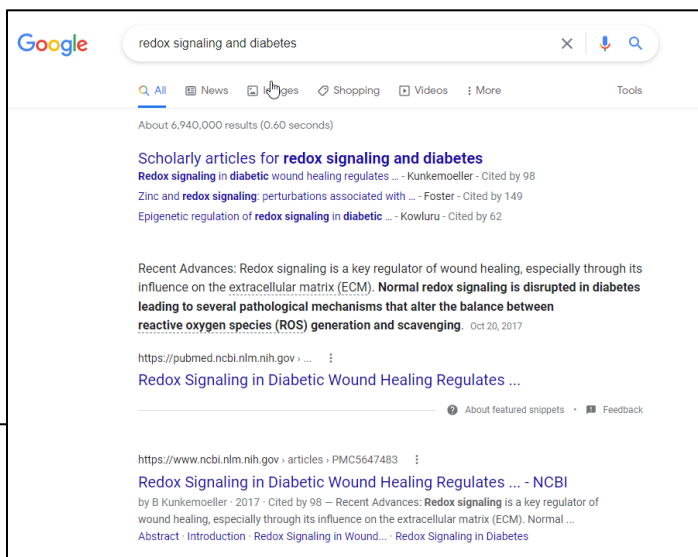 Google
redox signaling and diabetes
All News Images Shopping Videos More Tools
About 6,940,000 results (0.60 seconds)
Scholarly articles for redox signaling and diabetes
Redox signaling in diabetic wound healing regulates ... - Kunkemoeller - Cited by 98
Zinc and redox signaling: perturbations associated with ... - Foster - Cited by 149
Epigenetic regulation of redox signaling in diabetic ... - Kowluru - Cited by 62
Recent Advances: Redox signaling is a key regulator of wound healing, especially through its
influence on the extracellular matrix (ECM). Normal redox signaling is disrupted in diabetes
leading to several pathological mechanisms that alter the balance between
reactive oxygen species (ROS) generation and scavenging. Oct 20, 2017
https://pubmed.ncbi.nlm.nih.gov › ...
Redox Signaling in Diabetic Wound Healing Regulates ...
About featured snippets • Feedback
https://www.ncbi.nlm.nih.gov › articles › PMC5647483
Redox Signaling in Diabetic Wound Healing Regulates ... - NCBI
by B Kunkemoeller · 2017 · Cited by 98 — Recent Advances: Redox signaling is a key regulator of
wound healing, especially through its influence on the extracellular matrix (ECM). Normal ...
Abstract · Introduction · Redox Signaling in Wound... · Redox Signaling in Diabetes